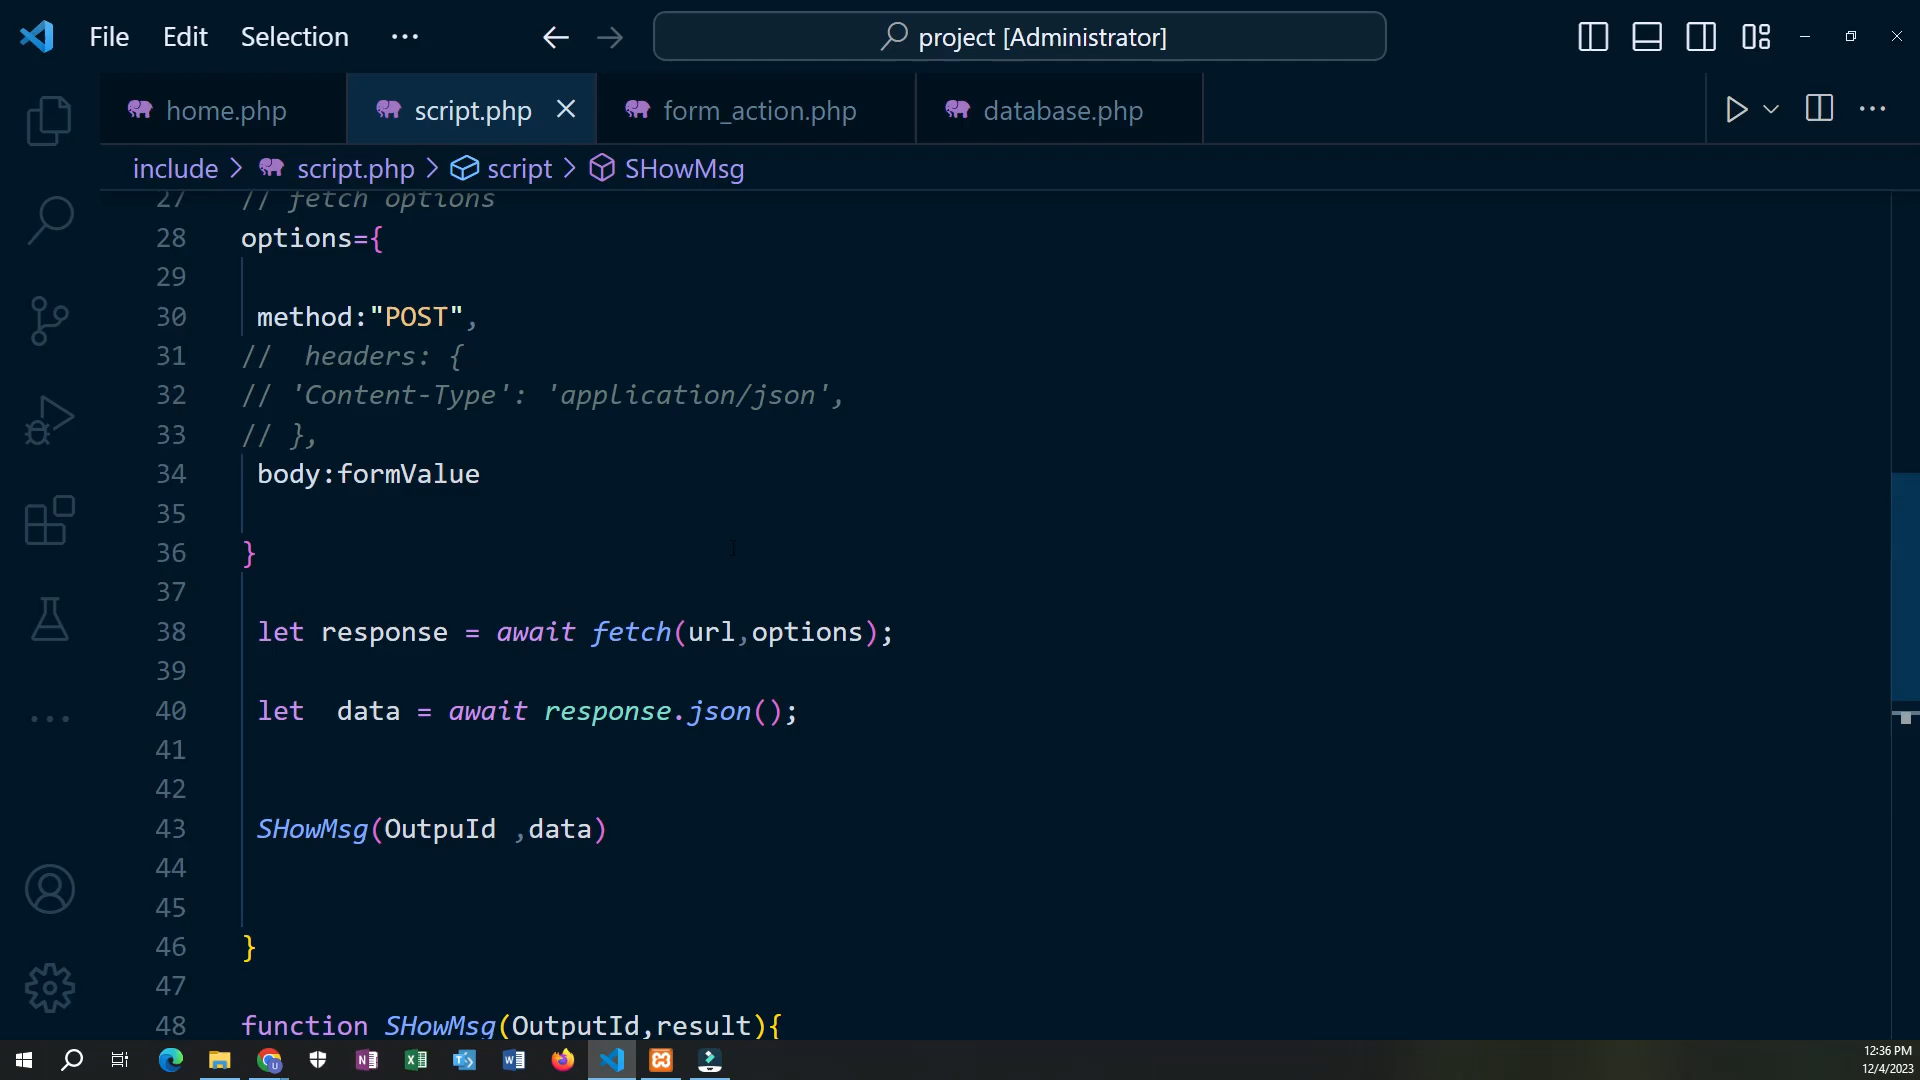 File Edit Selection ··· project [Administrator]
home.php script.php form_action.php database.php
include > script.php > script > SHowMsg
27 // fetch options
28 options={
29
30 method:"POST",
31 // headers: {
32 // 'Content-Type': 'application/json',
33 // },
34 body:formValue
35
36 }
37
38 let response = await fetch(url,options);
39
40 let data = await response.json();
41
42
43 SHowMsg(OutpuId ,data)
44
45
46 }
47
48 function SHowMsg(OutputId,result){
12:36 PM
12/4/2023